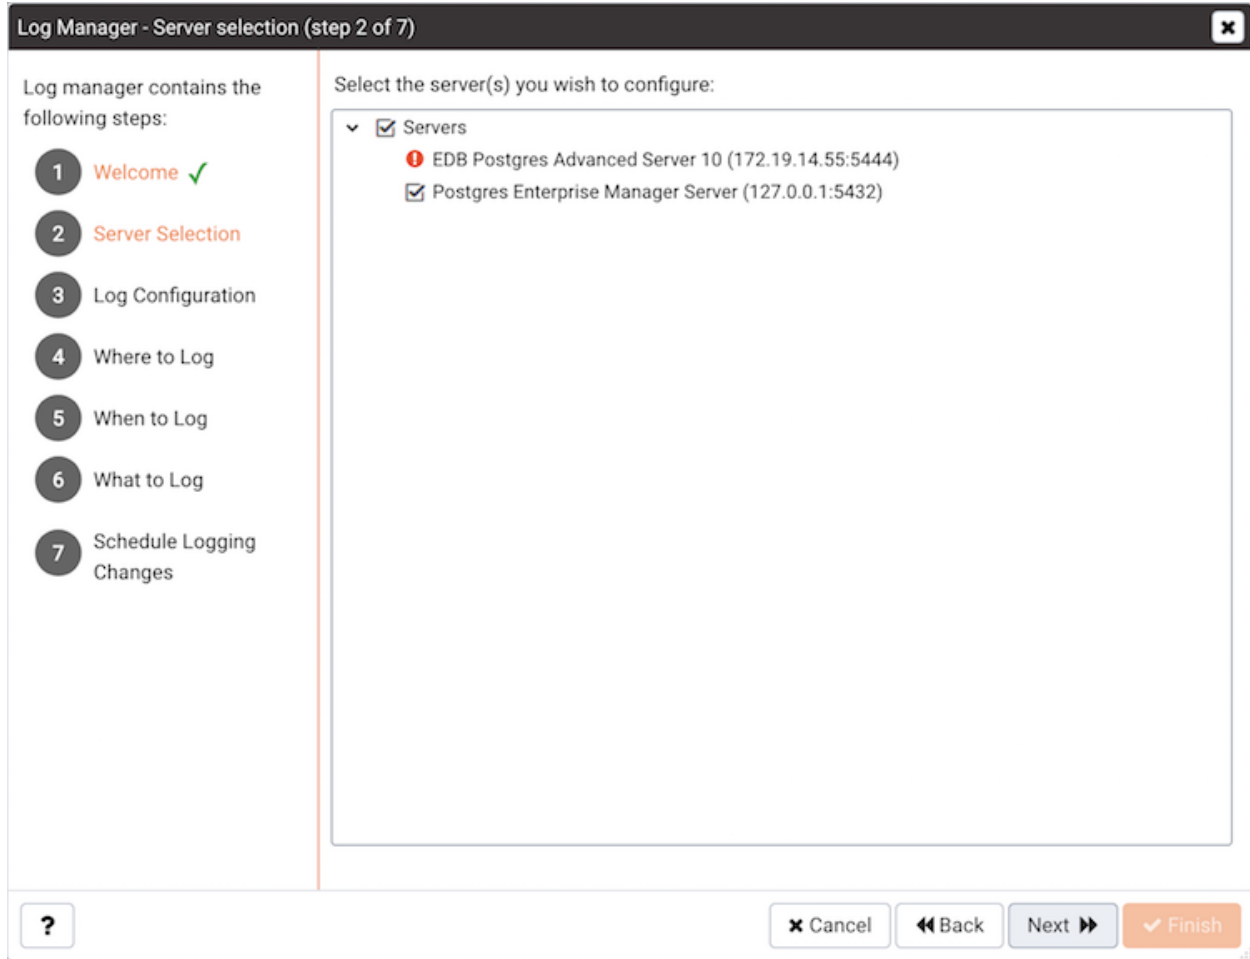 Log Manager - Server selection (step 2 of 7)
Log manager contains the
following steps:
1 Welcome
2 Server Selection
3 Log Configuration
4 Where to Log
5 When to Log
6 What to Log
7 Schedule Logging
Changes
Select the server(s) you wish to configure:
Servers
EDB Postgres Advanced Server 10 (172.19.14.55:5444)
Postgres Enterprise Manager Server (127.0.0.1:5432)
? Cancel Back Next Finish